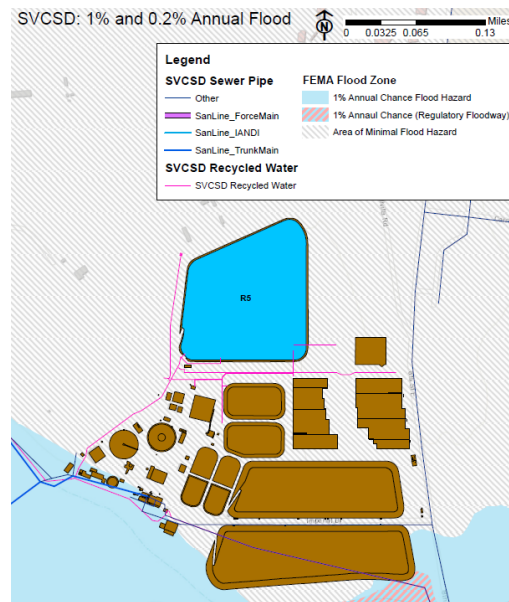 SVCSD: 1% and 0.2% Annual Flood
N
Miles
0 0.0325 0.065 0.13
Legend
SVCSD Sewer Pipe
Other
SanLine_ForceMain
SanLine_IANDI
SanLine_TrunkMain
SVCSD Recycled Water
SVCSD Recycled Water
FEMA Flood Zone
1% Annual Chance Flood Hazard
1% Annaul Chance (Regulatory Floodway)
Area of Minimal Flood Hazard
R5